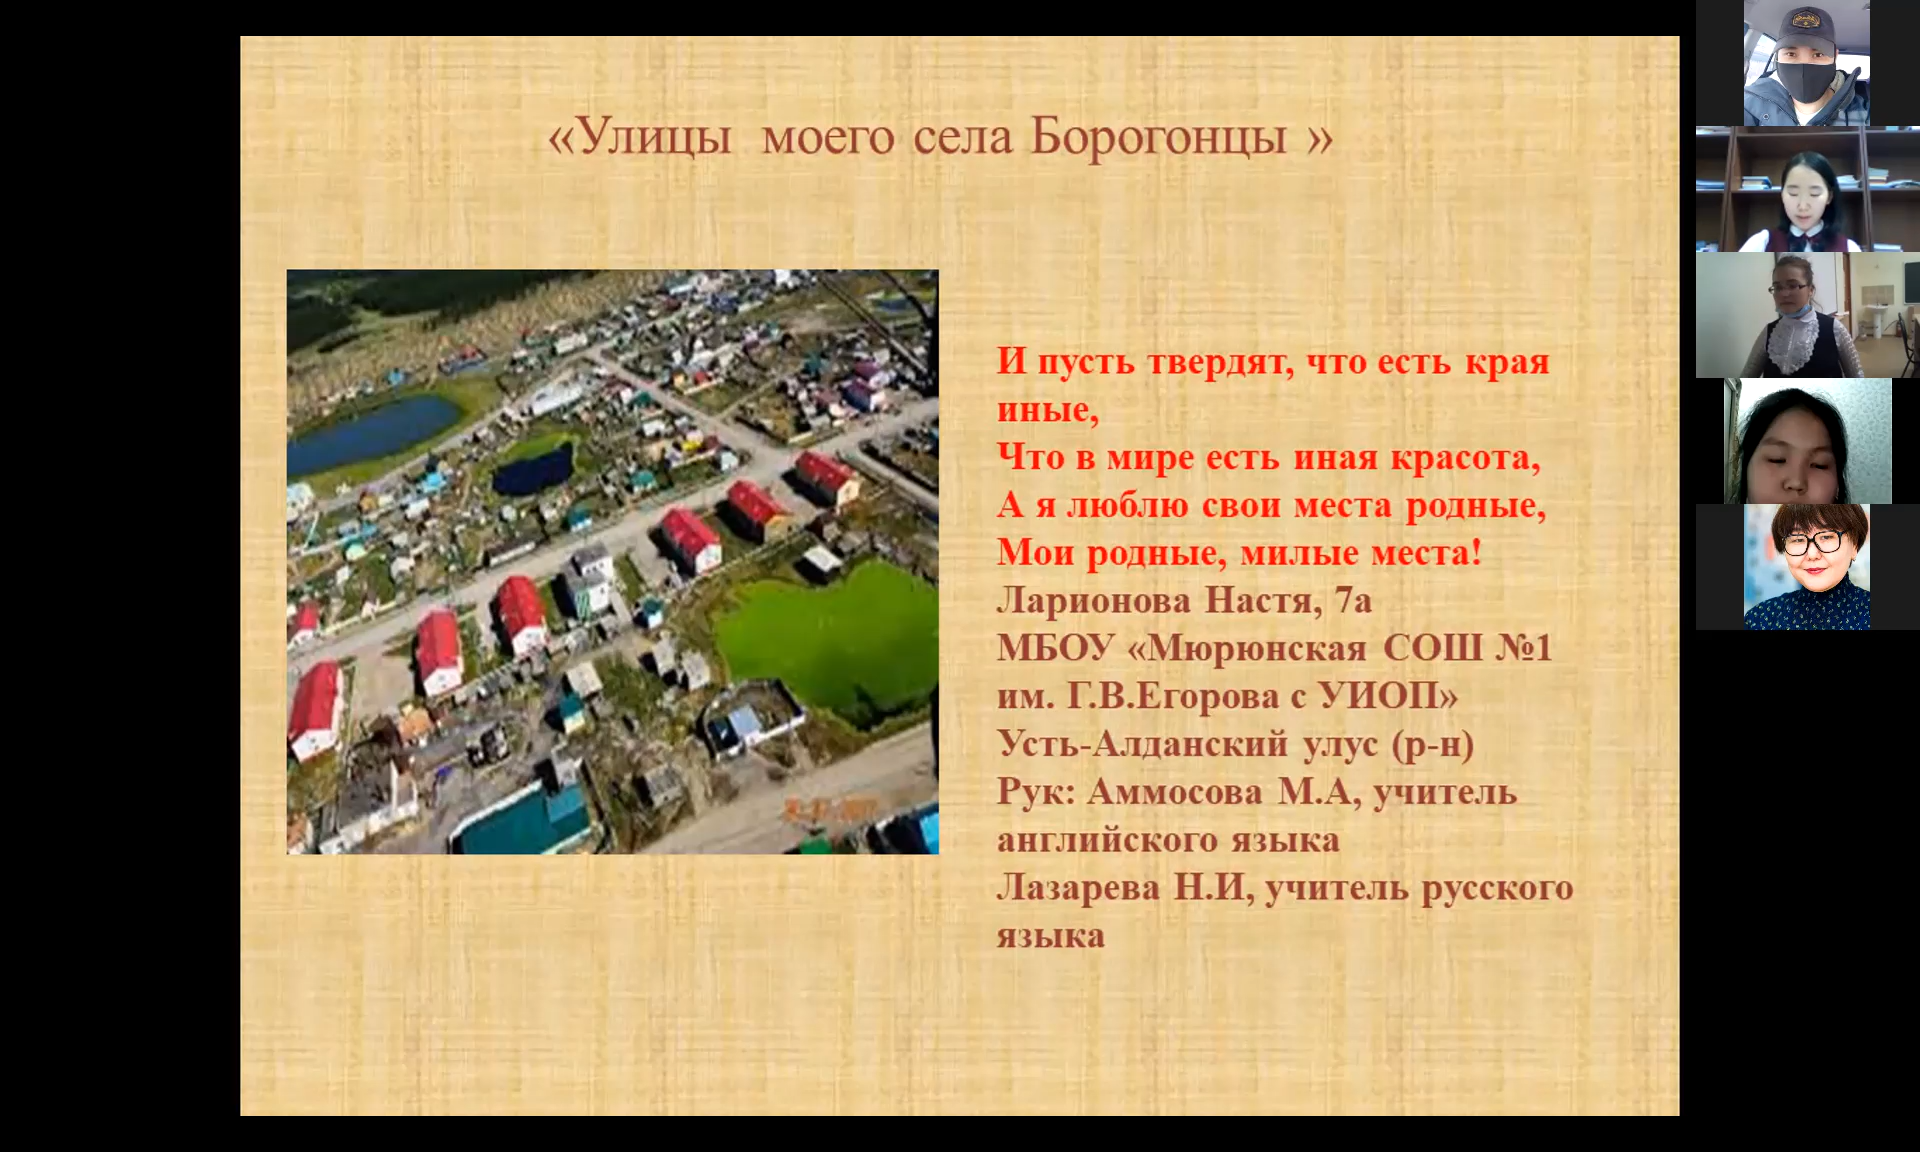 «Улицы моего села Борогонцы »
И пусть твердят, что есть края
иные,
Что в мире есть иная красота,
А я люблю свои места родные,
Мои родные, милые места!
Ларионова Настя, 7а
МБОУ «Мюрюнская СОШ №1
им. Г.В.Егорова с УИОП»
Усть-Алданский улус (р-н)
Рук: Аммосова М.А, учитель
английского языка
Лазарева Н.И, учитель русского
языка